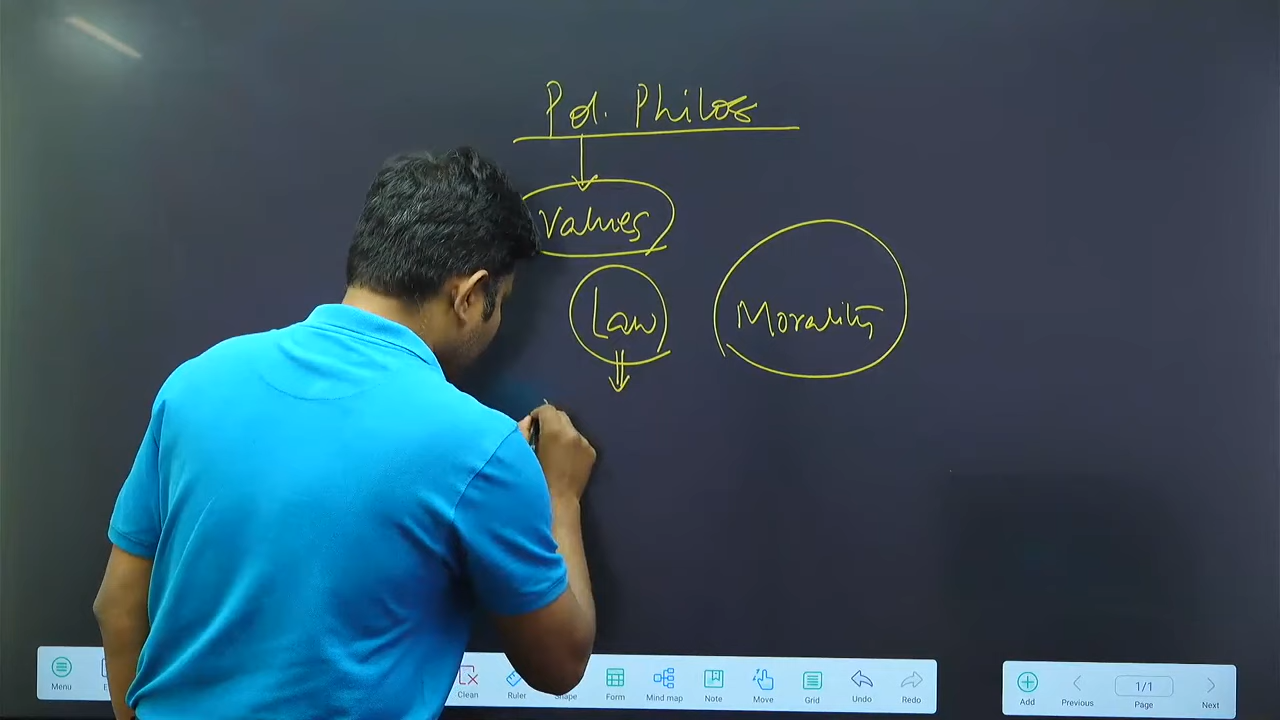 Pol. Philos
Values
Law
Morality
Menu
Clean Ruler Shape Form Mind map Note Move Grid Undo Redo
Add Previous 1/1 Page Next